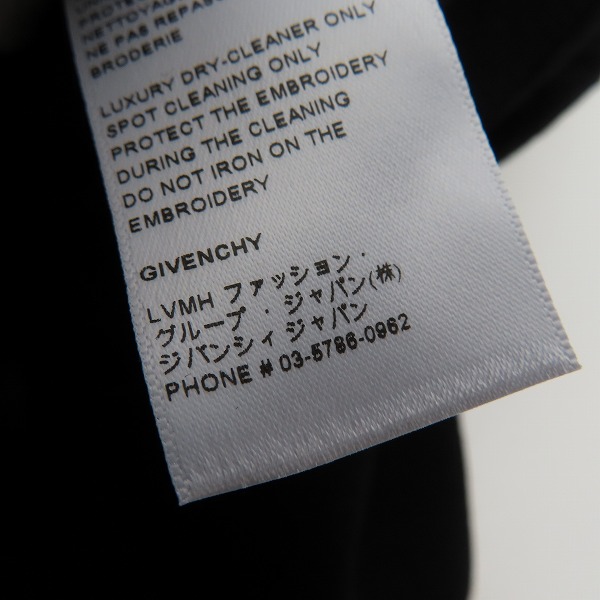 NETTOYAG
NE PAS REPAS
BRODERIE
LUXURY DRY-CLEANER ONLY
SPOT CLEANING ONLY
PROTECT THE EMBROIDERY
DURING THE CLEANING
DO NOT IRON ON THE
EMBROIDERY
GIVENCHY
LVMH ファッション・
グループ・ジャパン(株)
ジバンシィ ジャパン
PHONE # 03-5786-0962